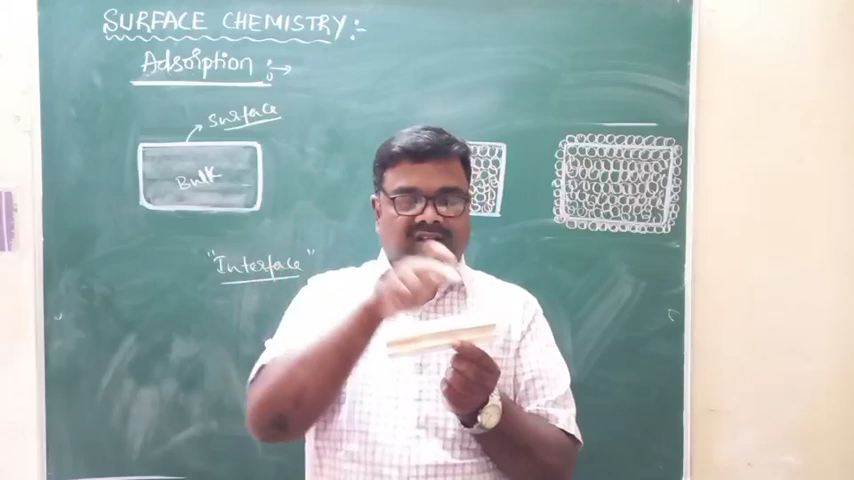 SURFACE CHEMISTRY:-
Adsorption :→
Surface
Bulk
"Interface"